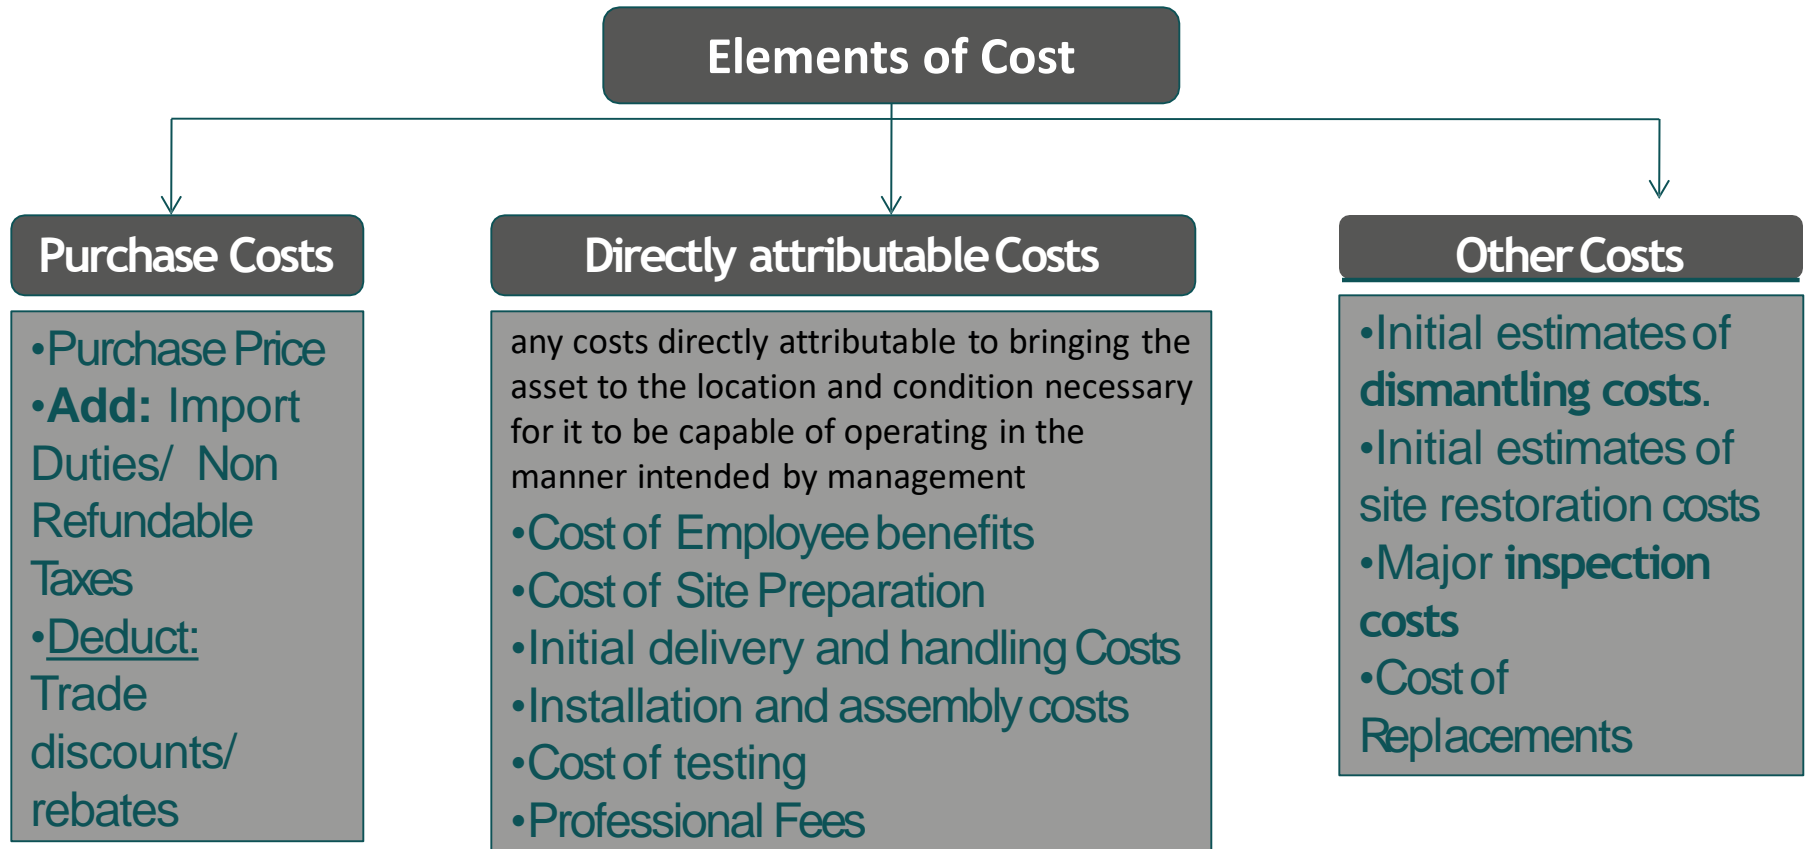 Elements of Cost
Purchase Costs
•Purchase Price
•Add: Import
Duties/ Non
Refundable
Taxes
•Deduct:
Trade
discounts/
rebates
Directly attributable Costs
any costs directly attributable to bringing the
asset to the location and condition necessary
for it to be capable of operating in the
manner intended by management
•Cost of Employee benefits
•Cost of Site Preparation
•Initial delivery and handling Costs
•Installation and assembly costs
•Cost of testing
•Professional Fees
Other Costs
•Initial estimates of
dismantling costs.
•Initial estimates of
site restoration costs
•Major inspection
costs
•Cost of
Replacements